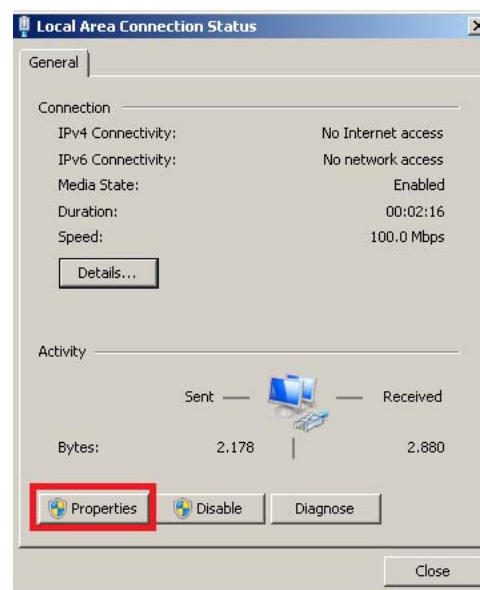 Local Area Connection Status
General
Connection
IPv4 Connectivity: No Internet access
IPv6 Connectivity: No network access
Media State: Enabled
Duration: 00:02:16
Speed: 100.0 Mbps
Details...
Activity
Sent Received
Bytes: 2.178 2.880
Properties Disable Diagnose
Close